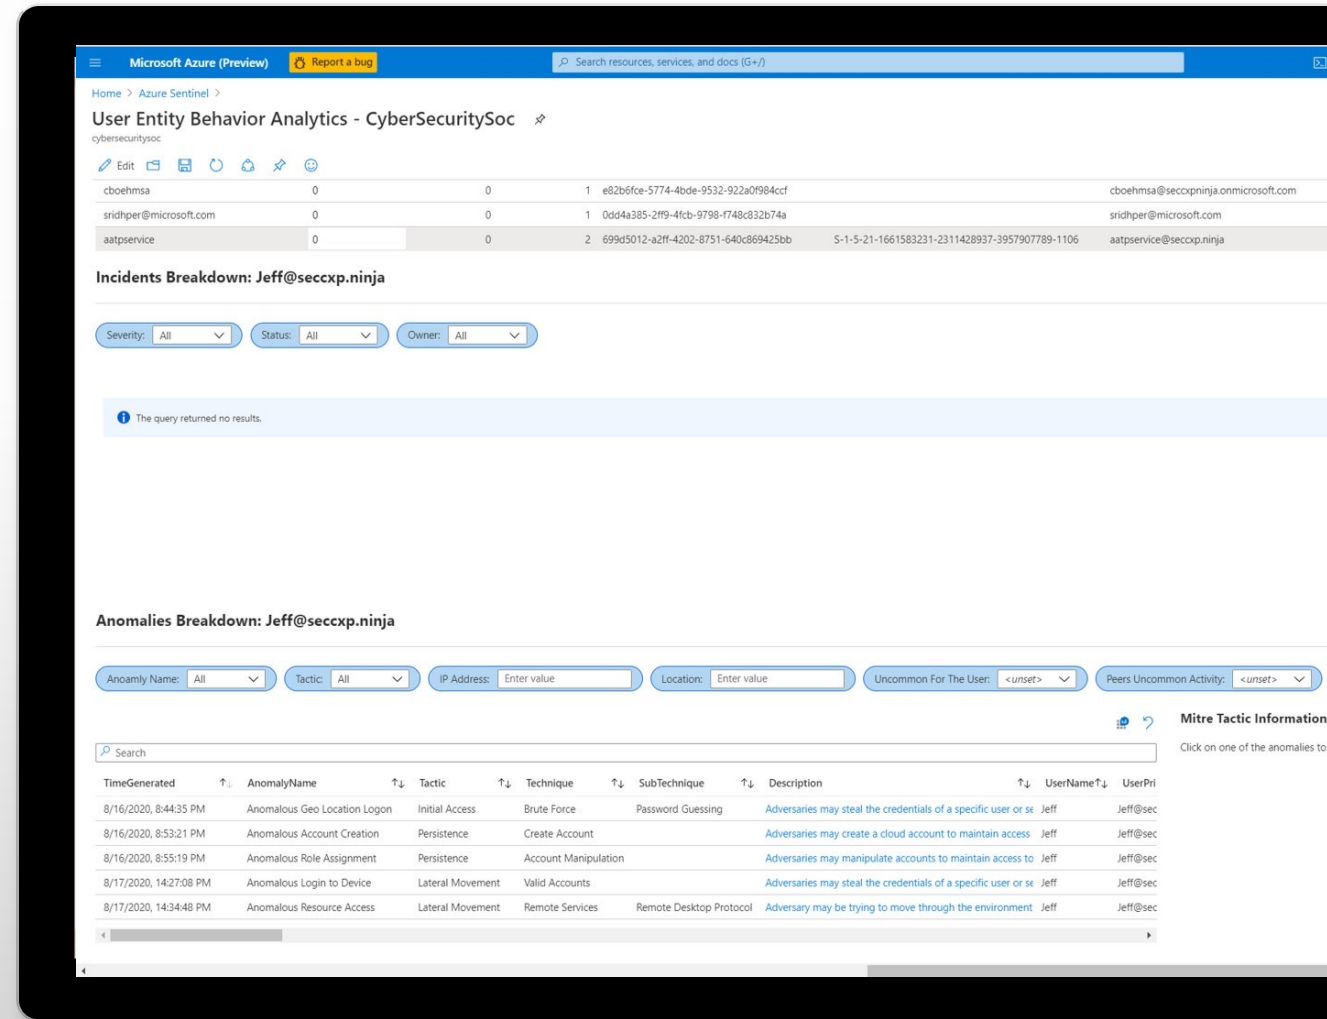 Microsoft Azure (Preview) Report a bug Search resources, services, and docs (G+/)
Home > Azure Sentinel >
User Entity Behavior Analytics - CyberSecuritySoc
cybersecuritysoc
Edit
cboehmsa 0 0 1 e82b6fce-5774-4bde-9532-922a0f984ccf cboehmsa@seccxpninja.onmicrosoft.com
sridhper@microsoft.com 0 0 1 0dd4a385-2ff9-4fcb-9798-f748c832b74a sridhper@microsoft.com
aatpservice 0 0 2 699d5012-a2ff-4202-8751-640c869425bb S-1-5-21-1661583231-2311428937-3957907789-1106 aatpservice@seccxp.ninja
Incidents Breakdown: Jeff@seccxp.ninja
Severity: All Status: All Owner: All
The query returned no results.
Anomalies Breakdown: Jeff@seccxp.ninja
Anoamly Name: All Tactic: All IP Address: Enter value Location: Enter value Uncommon For The User: <unset> Peers Uncommon Activity: <unset>
Mitre Tactic Information
Click on one of the anomalies to
Search
TimeGenerated AnomalyName Tactic Technique SubTechnique Description UserName UserPri
8/16/2020, 8:44:35 PM Anomalous Geo Location Logon Initial Access Brute Force Password Guessing Adversaries may steal the credentials of a specific user or se Jeff Jeff@sec
8/16/2020, 8:53:21 PM Anomalous Account Creation Persistence Create Account Adversaries may create a cloud account to maintain access Jeff Jeff@sec
8/16/2020, 8:55:19 PM Anomalous Role Assignment Persistence Account Manipulation Adversaries may manipulate accounts to maintain access to Jeff Jeff@sec
8/17/2020, 14:27:08 PM Anomalous Login to Device Lateral Movement Valid Accounts Adversaries may steal the credentials of a specific user or se Jeff Jeff@sec
8/17/2020, 14:34:48 PM Anomalous Resource Access Lateral Movement Remote Services Remote Desktop Protocol Adversary may be trying to move through the environment Jeff Jeff@sec